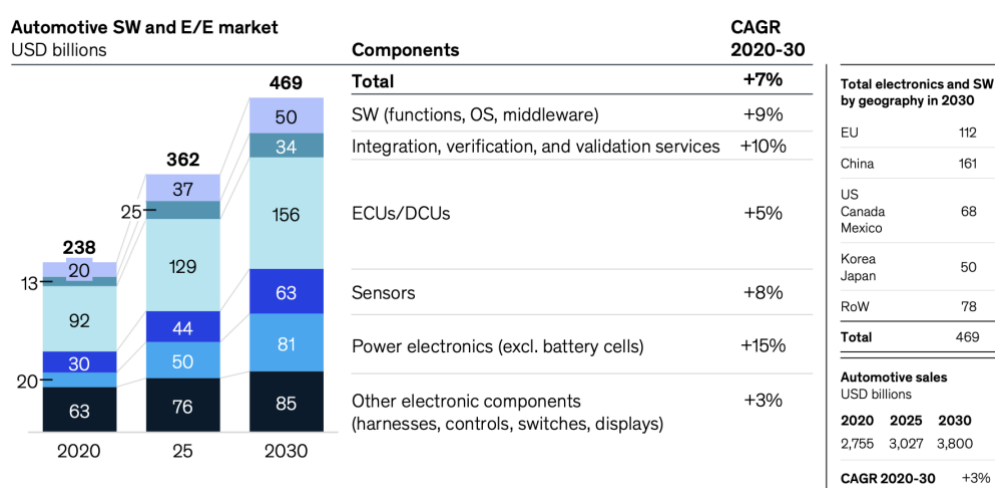 Automotive SW and E/E market
USD billions
Components
CAGR
2020-30
469
Total
+7%
50
SW (functions, OS, middleware)
+9%
34
Integration, verification, and validation services
+10%
362
37
25
156
ECUs/DCUs
+5%
238
20
13
129
92
63
Sensors
+8%
44
30
81
Power electronics (excl. battery cells)
+15%
50
20
85
Other electronic components
(harnesses, controls, switches, displays)
+3%
76
63
2020
25
2030
Total electronics and SW
by geography in 2030
EU 112
China 161
US
Canada 68
Mexico
Korea 50
Japan
RoW 78
Total 469
Automotive sales
USD billions
2020 2025 2030
2,755 3,027 3,800
CAGR 2020-30 +3%